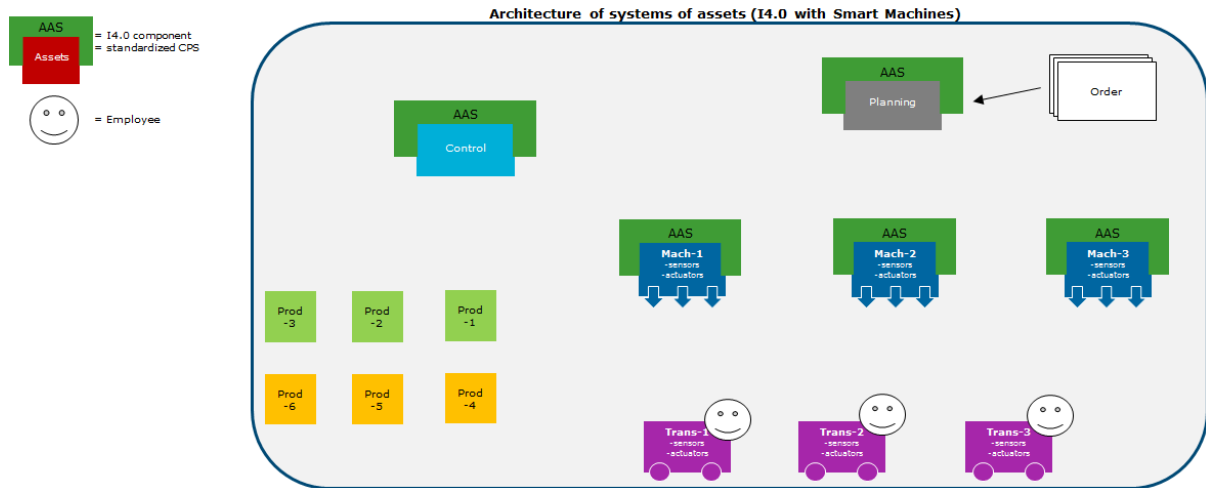 Architecture of systems of assets (I4.0 with Smart Machines)
AAS
Assets
= I4.0 component
= standardized CPS
= Employee
AAS
Control
AAS
Planning
Order
AAS
Mach-1
-sensors
-actuators
AAS
Mach-2
-sensors
-actuators
AAS
Mach-3
-sensors
-actuators
Prod
-3
Prod
-2
Prod
-1
Prod
-6
Prod
-5
Prod
-4
Trans-1
-sensors
-actuators
Trans-2
-sensors
-actuators
Trans-3
-sensors
-actuators